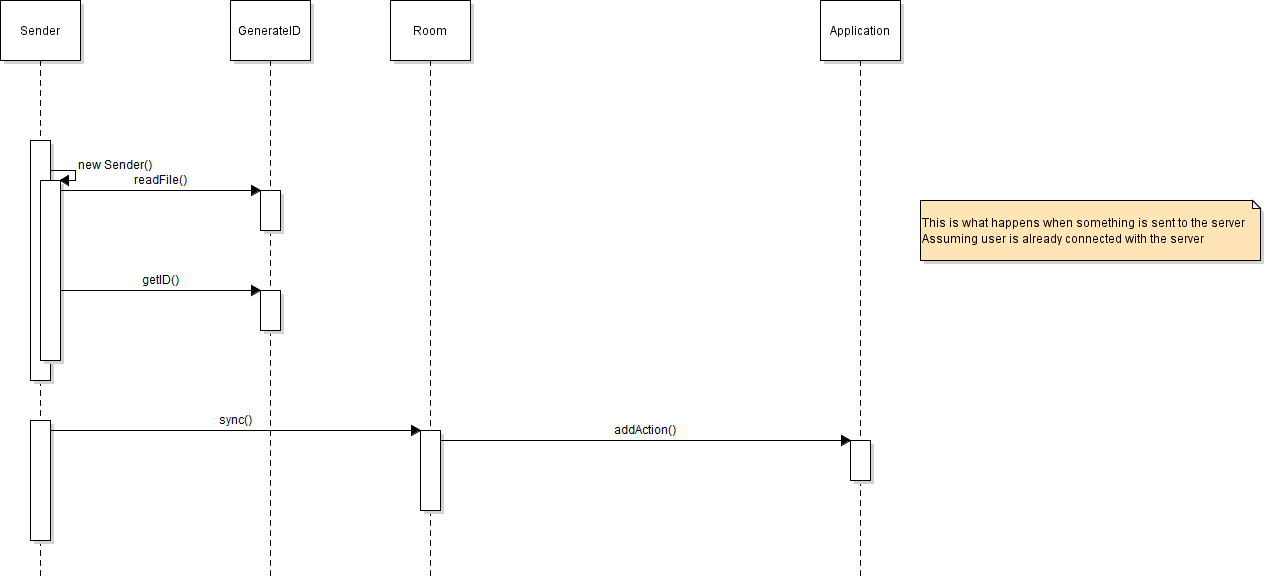 Sender
GenerateID
Room
Application
new Sender()
readFile()
This is what happens when something is sent to the server
Assuming user is already connected with the server
getID()
sync()
addAction()